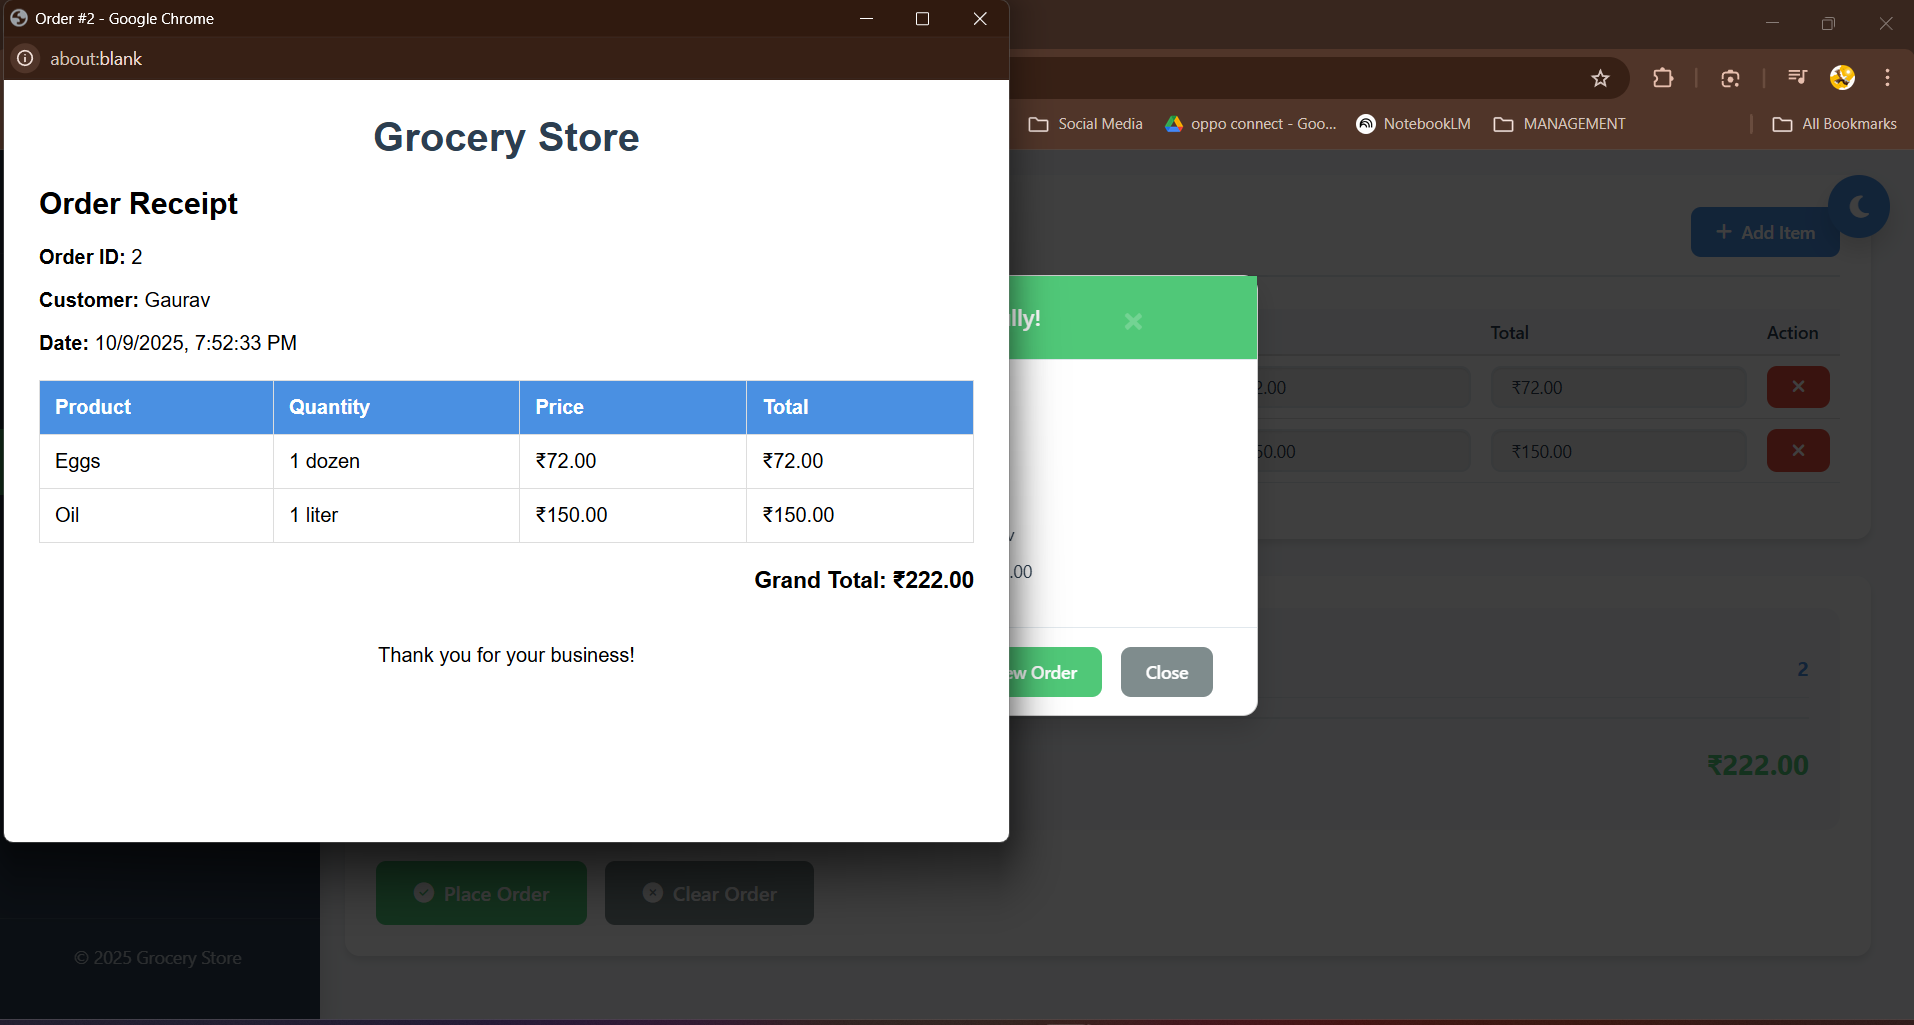 Order #2 - Google Chrome
about:blank
Grocery Store
Order Receipt
Order ID: 2
Customer: Gaurav
Date: 10/9/2025, 7:52:33 PM
Product Quantity Price Total
Eggs 1 dozen ₹72.00 ₹72.00
Oil 1 liter ₹150.00 ₹150.00
Grand Total: ₹222.00
Thank you for your business!
Social Media oppo connect - Goo... NotebookLM MANAGEMENT All Bookmarks
+ Add Item
lly!
Total Action
2.00 ₹72.00
50.00 ₹150.00
.00
ew Order Close
2
₹222.00
Place Order Clear Order
© 2025 Grocery Store